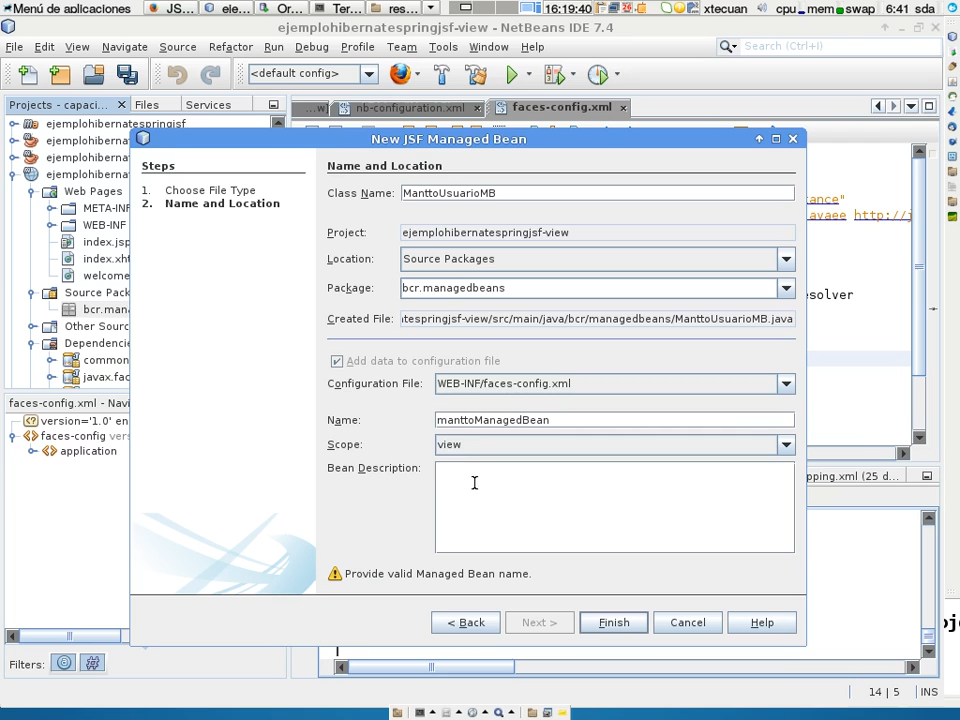 Menú de aplicaciones
JS...
ele...
Or...
Ter...
res...
16:19:40
xtecuan
cpu
mem
swap
6:41
sda
ejemplohibernatespringjsf-view - NetBeans IDE 7.4
File Edit View Navigate Source Refactor Run Debug Profile Team Tools Window Help
Search (Ctrl+I)
<default config>
Projects - capaci...
Files
Services
...w]
nb-configuration.xml
faces-config.xml
ejemplohibernatespringjsf
ejemplohiberna
ejemplohiberna
ejemplohiberna
Web Pages
META-INF
WEB-INF
index.jsp
index.xht
welcome
Source Pack
bcr.mana
Other Sourc
Dependencie
common
javax.fac
tance"
avaee http://j
esolver
faces-config.xml - Navi
version='1.0' en
faces-config vers
application
pping.xml (25 d...
Filters:
14 | 5
INS
New JSF Managed Bean
Steps
1. Choose File Type
2. Name and Location
Name and Location
Class Name: ManttoUsuarioMB
Project: ejemplohibernatespringjsf-view
Location: Source Packages
Package: bcr.managedbeans
Created File: ıtespringjsf-view/src/main/java/bcr/managedbeans/ManttoUsuarioMB.java
Add data to configuration file
Configuration File: WEB-INF/faces-config.xml
Name: manttoManagedBean
Scope: view
Bean Description:
Provide valid Managed Bean name.
< Back
Next >
Finish
Cancel
Help